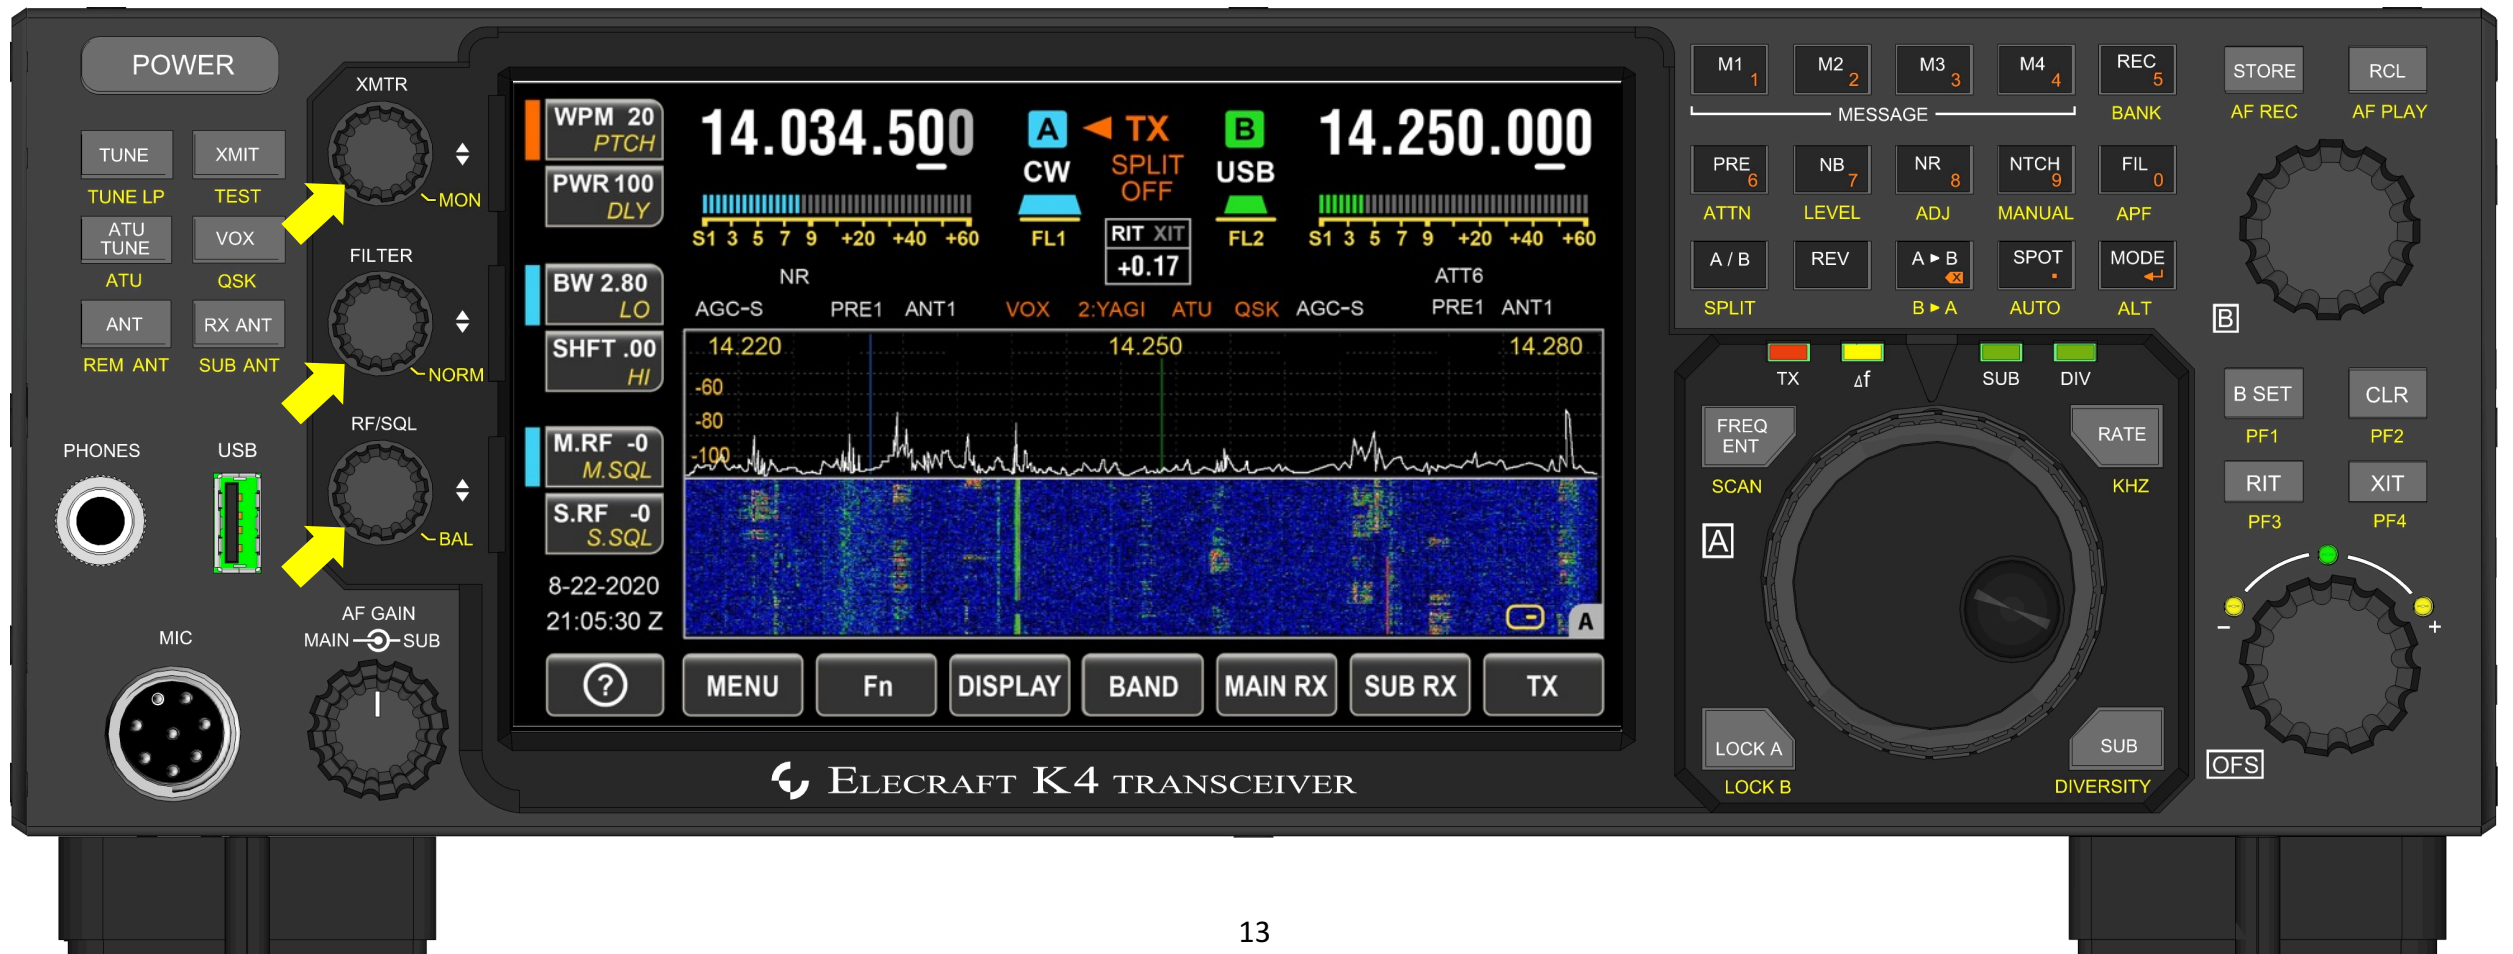 POWER
XMTR
TUNE
XMIT
TUNE LP
TEST
MON
ATU
TUNE
VOX
ATU
QSK
FILTER
ANT
RX ANT
REM ANT
SUB ANT
NORM
RF/SQL
PHONES
USB
BAL
AF GAIN
MAIN SUB
MIC
WPM 20
PTCH
PWR 100
DLY
BW 2.80
LO
SHFT .00
HI
M.RF -0
M.SQL
S.RF -0
S.SQL
8-22-2020
21:05:30 Z
14.034.500
A
TX
B
14.250.000
CW
SPLIT
OFF
USB
S1 3 5 7 9 +20 +40 +60
FL1
RIT XIT
+0.17
FL2
S1 3 5 7 9 +20 +40 +60
NR
ATT6
AGC-S
PRE1
ANT1
VOX
2:YAGI
ATU
QSK
AGC-S
PRE1
ANT1
14.220
14.250
14.280
-60
-80
-100
A
?
MENU
Fn
DISPLAY
BAND
MAIN RX
SUB RX
TX
ELECRAFT K4 TRANSCEIVER
M1 1
M2 2
M3 3
M4 4
REC 5
MESSAGE
BANK
PRE 6
NB 7
NR 8
NTCH 9
FIL 0
ATTN
LEVEL
ADJ
MANUAL
APF
A / B
REV
A ▸ B
SPOT .
MODE
SPLIT
B ▸ A
AUTO
ALT
STORE
RCL
AF REC
AF PLAY
B
TX
Δf
SUB
DIV
FREQ
ENT
RATE
SCAN
KHZ
A
LOCK A
SUB
LOCK B
DIVERSITY
B SET
CLR
PF1
PF2
RIT
XIT
PF3
PF4
− +
OFS
13